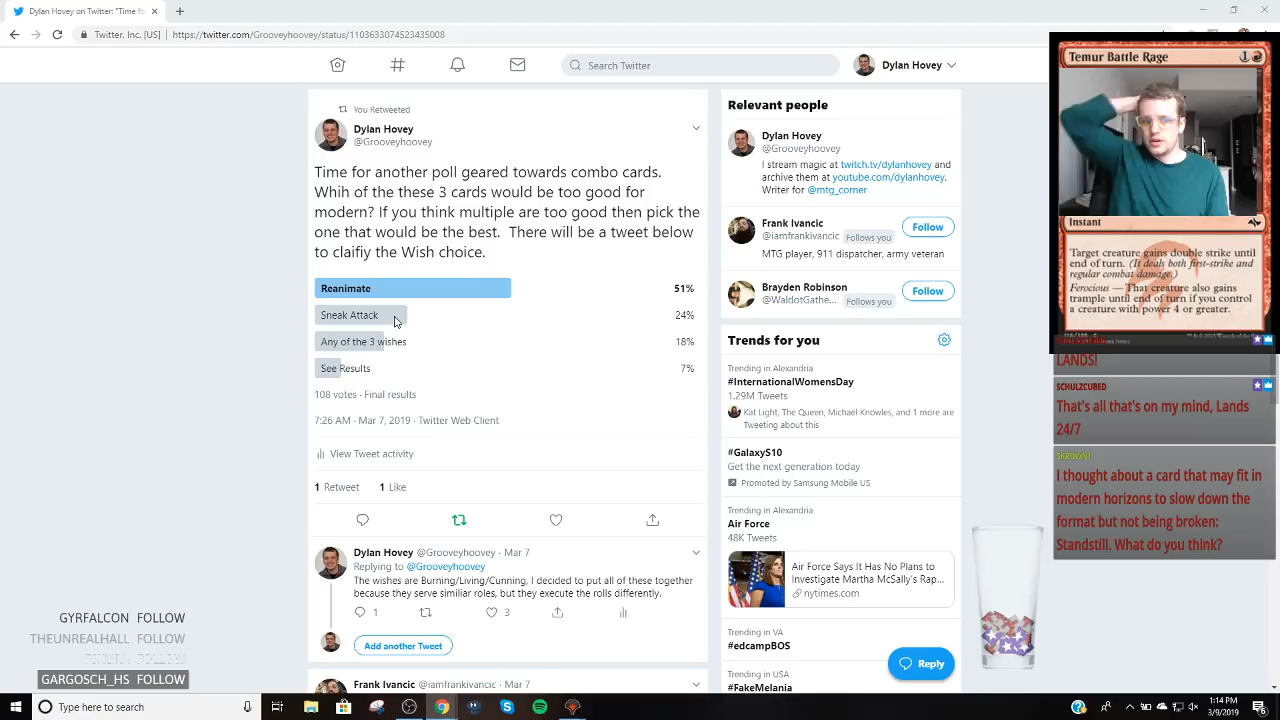 Dylan Hovey on Twitter: "Time fo
Twitter, Inc. [US] | https://twitter.com/Grooveyhoovey/status/1103633074523435008
Search Twitter
Dylan Hovey
You Retweeted
Dylan Hovey
@Grooveyhoovey
Time for another poll geared towards combo cards.
Whih of the these 3 cards would be too good for
modern? If you think multiple are too good then pick the
one the would be the best. There will be a tweet below
to clarify the Wish choice.
Reanimate 51%
Sneak Attack 24%
Any of the 3 Wishes 18%
See Results 7%
108 votes · Final results
7:26 AM · Mar 7, 2019 · Twitter Web Client
View Tweet activity
1 Retweet 1 Like
Dylan Hovey @Grooveyhoovey · Mar 7
Replying to @Grooveyhoovey
The wishes are Burning/Living/Cunning. I decided to put all of these together
because they serve similiar roles, but they execute the rolls differently.
1 3
Add another Tweet
Frank Ivancic @iamfrankivancic · Mar 7
Relevant people
Dylan Hovey
@Grooveyhoovey
I stream magic at twitch.tv/dylanhovey and
archive them at youtube.com/dylanhovey.
Writer for @mtg_corner
Frank Ivancic
@iamfrankivancic Follows you
Follow
MTG player, 911 dispatcher, army veteran
Brayden Robinson
@WaldotGathe... Follows you
Follow
Trends for you
Trending in Alexandria
#InternationalWomensDay
1.29M Tweets
Kat Light, The Queen, Michael Knowles, and 1 more are
Tweeting about this
#GalaxyS10
Get the next generation today
Promoted by Samsung Mobile US
Trending in Alexandria
Air Force
48K Tweets
Air Force Says It Has No Plans to
Investigate Martha McSally's Rap...
nytimes.com
Trending in VA
#edcampBOS
Trending in USA
#FakeMelania
Reply
Temur Battle Rage 1
Instant
Target creature gains double strike until
end of turn. (It deals both first-strike and
regular combat damage.)
Ferocious — That creature also gains
trample until end of turn if you control
a creature with power 4 or greater.
LANDS!
SCHULZCUBED
That's all that's on my mind, Lands
24/7
I thought about a card that may fit in
modern horizons to slow down the
format but not being broken:
Standstill. What do you think?
GYRFALCON FOLLOW
THEUNREALHALL FOLLOW
GARGOSCH_HS FOLLOW
Type here to search
1:14 PM
3/9/2019
6